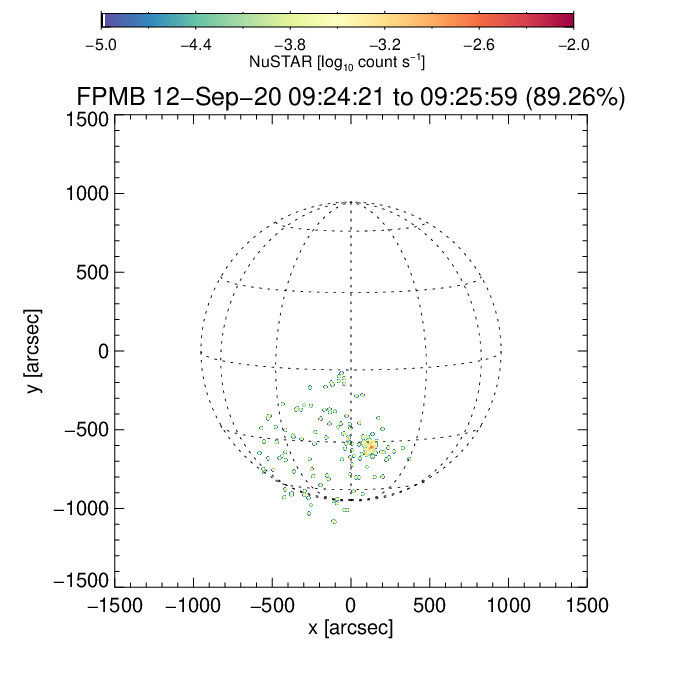 −5.0 −4.4 −3.8 −3.2 −2.6 −2.0
NuSTAR [log10 count s−1]
FPMB 12−Sep−20 09:24:21 to 09:25:59 (89.26%)
1500
1000
500
0
−500
−1000
−1500
y [arcsec]
−1500 −1000 −500 0 500 1000 1500
x [arcsec]